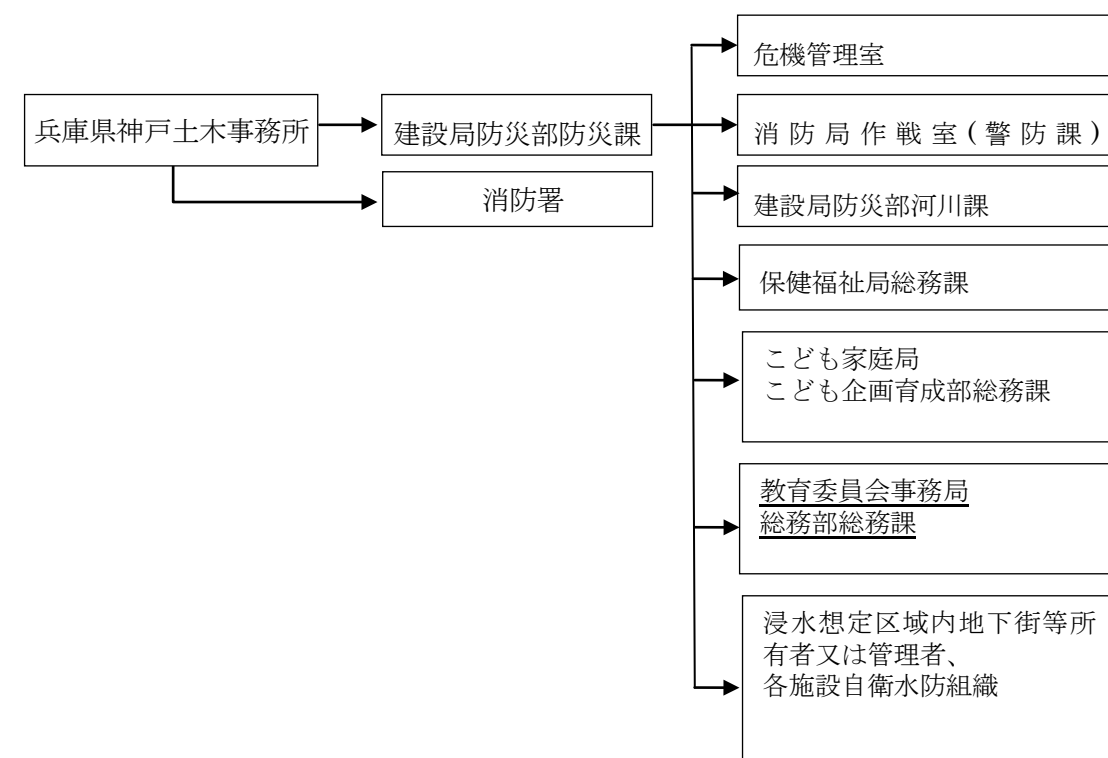 兵庫県神戸土木事務所
建設局防災部防災課
消防署
危機管理室
消防局作戦室(警防課)
建設局防災部河川課
保健福祉局総務課
こども家庭局
こども企画育成部総務課
教育委員会事務局
総務部総務課
浸水想定区域内地下街等所
有者又は管理者、
各施設自衛水防組織